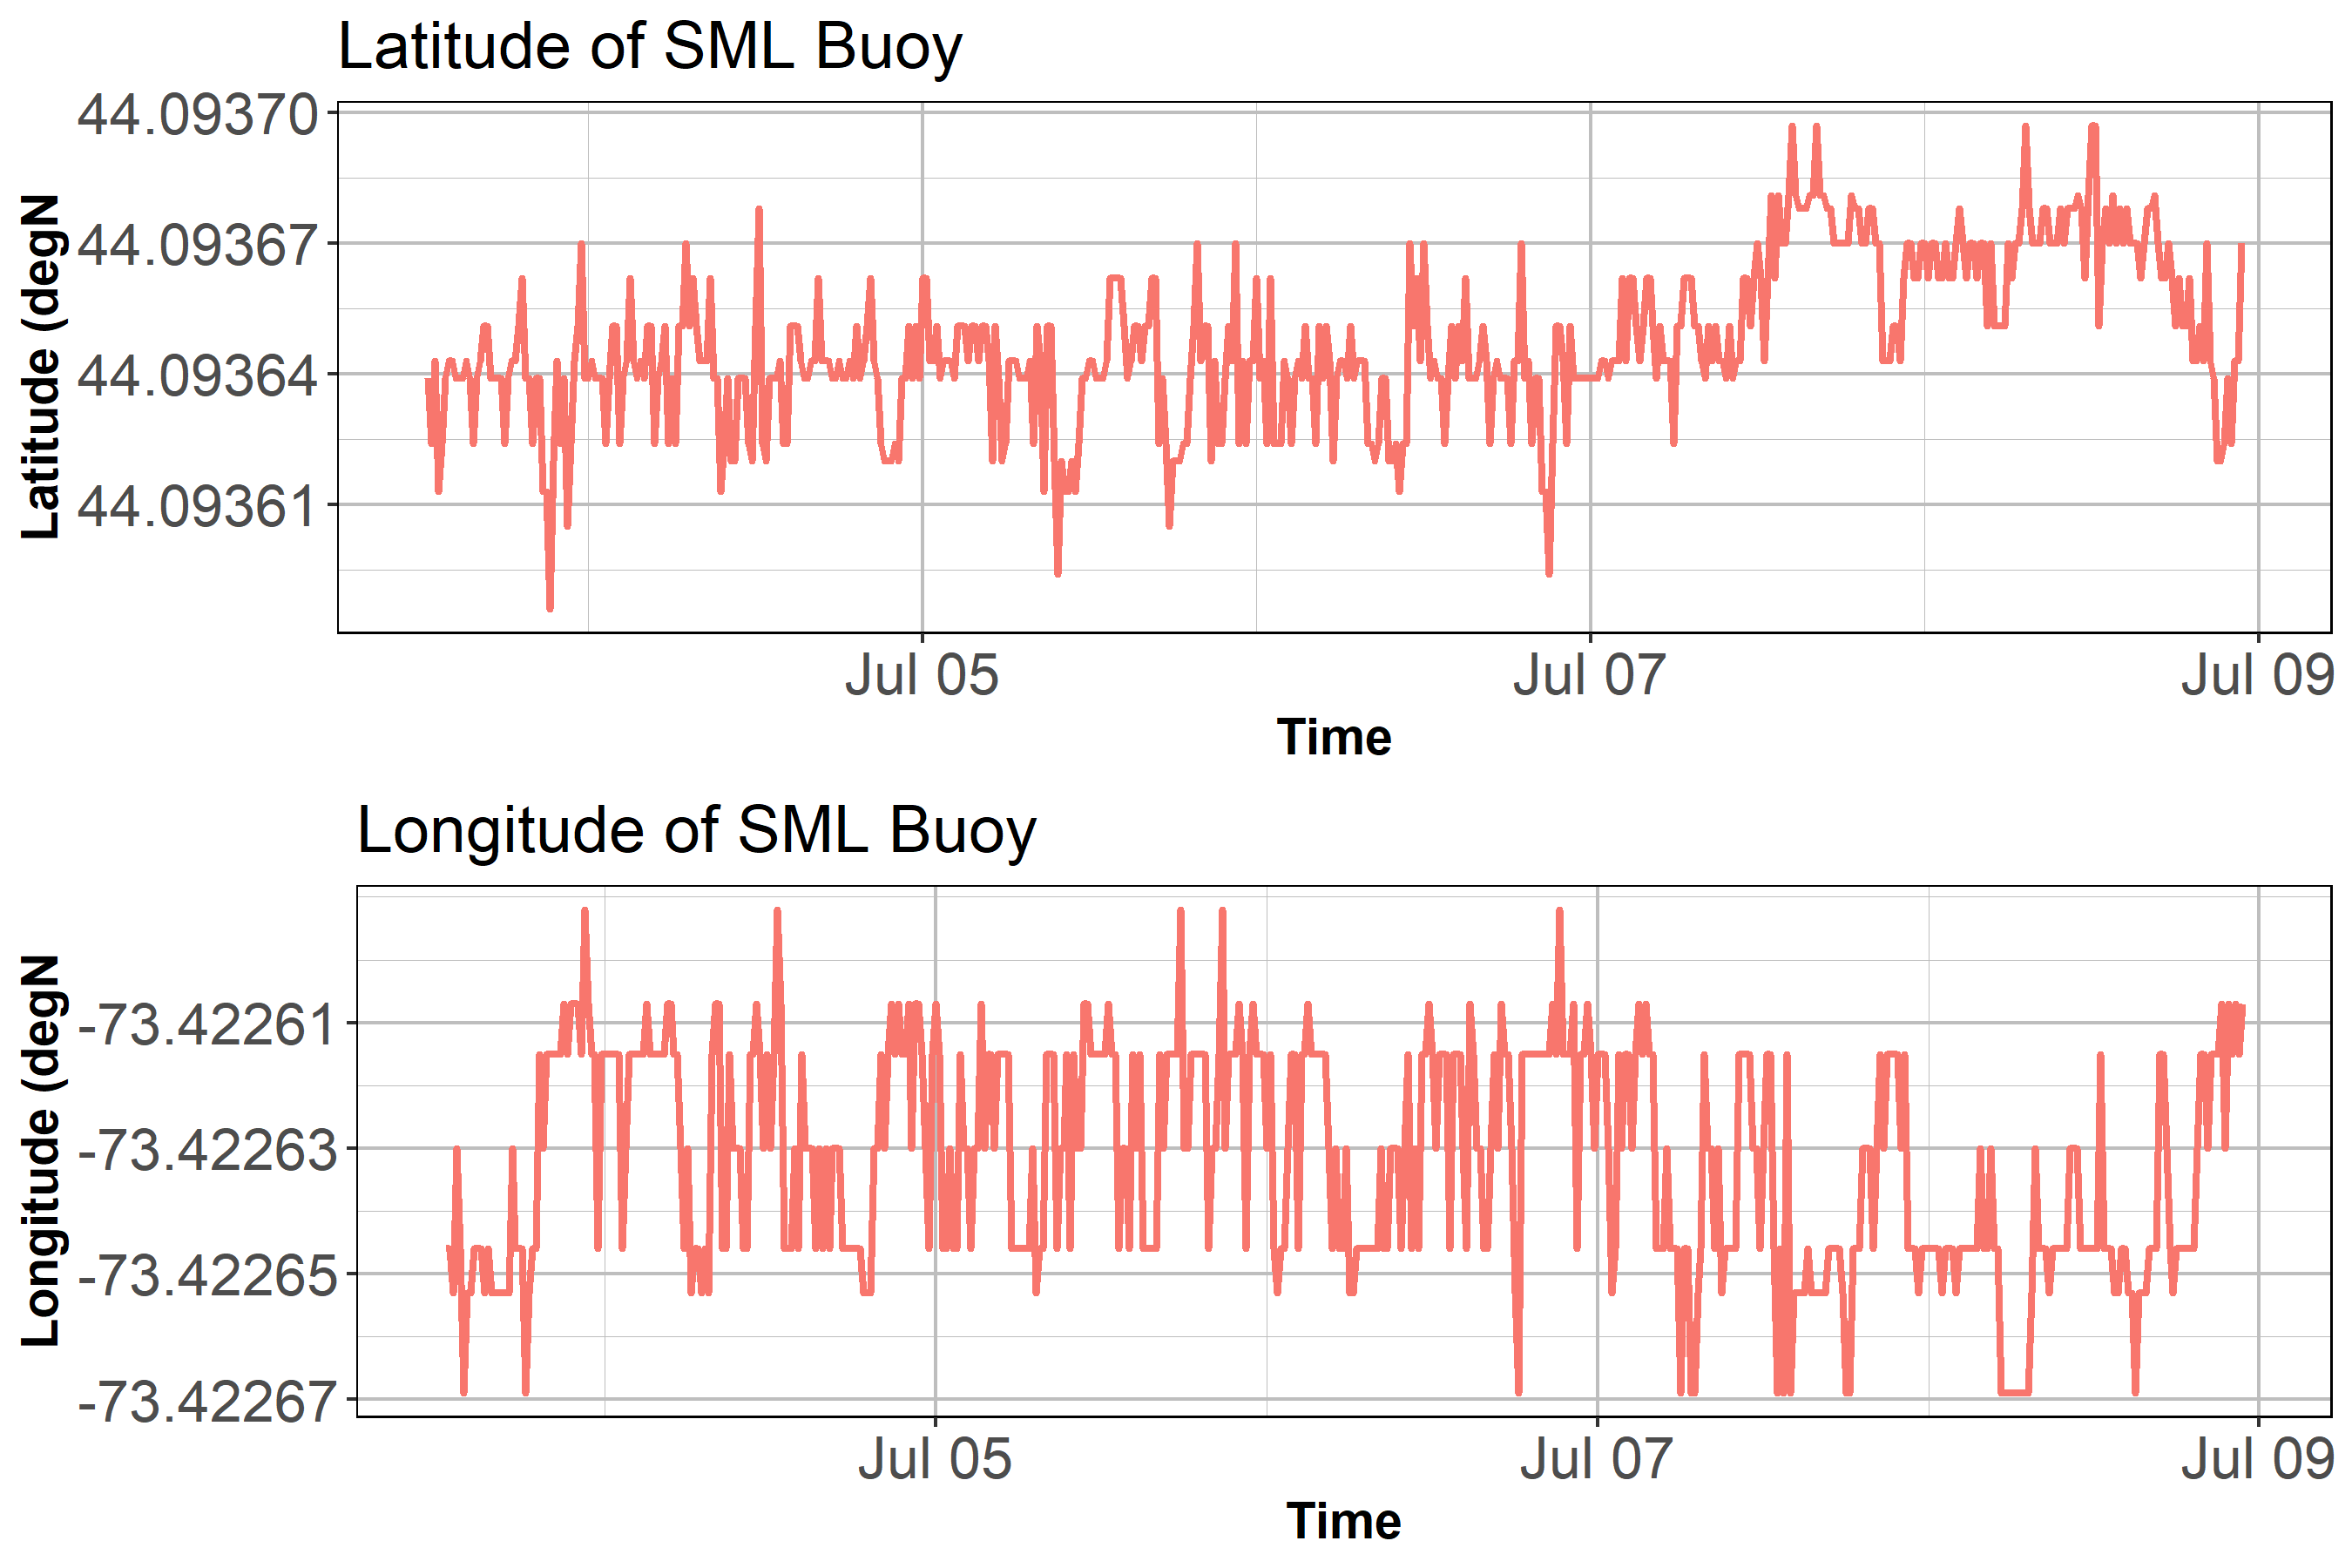 Latitude of SML Buoy
Latitude (degN
44.09370
44.09367
44.09364
44.09361
Jul 05 Jul 07 Jul 09
Time
Longitude of SML Buoy
Longitude (degN
-73.42261
-73.42263
-73.42265
-73.42267
Jul 05 Jul 07 Jul 09
Time